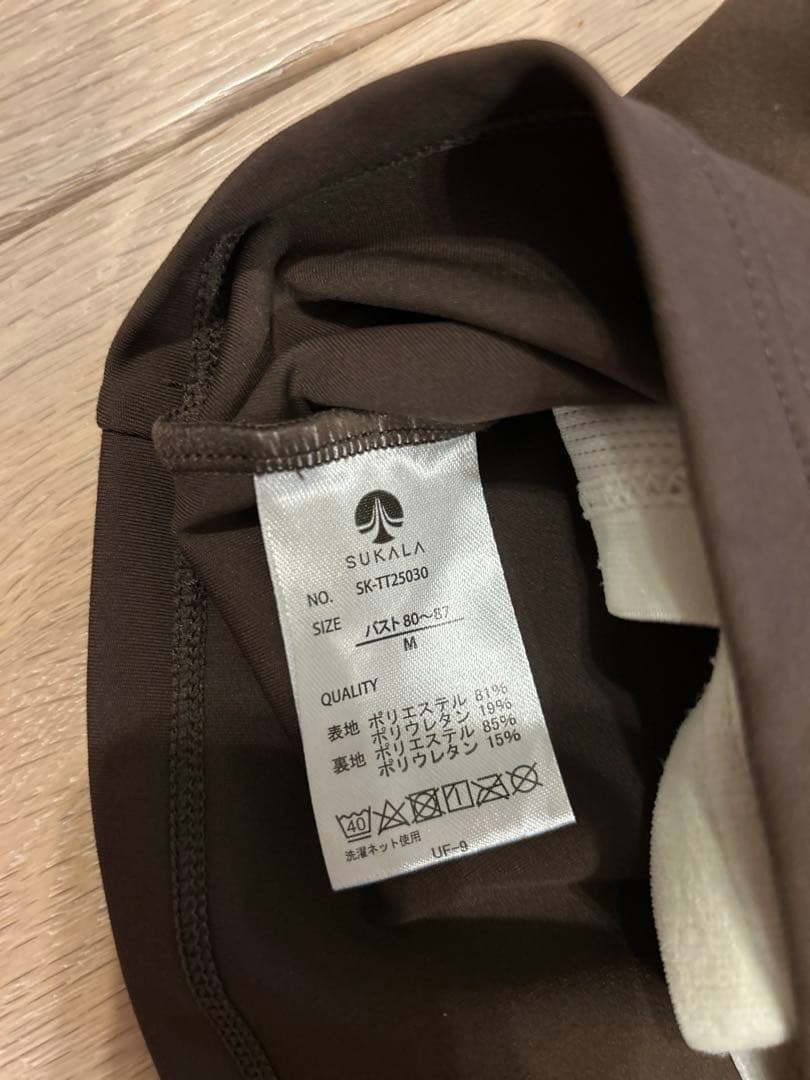 SUKALA
NO. SK-TT25030
SIZE バスト80〜87
M
QUALITY
表地 ポリエステル 81%
ポリウレタン 19%
裏地 ポリエステル 85%
ポリウレタン 15%
40
洗濯ネット使用
UF-9